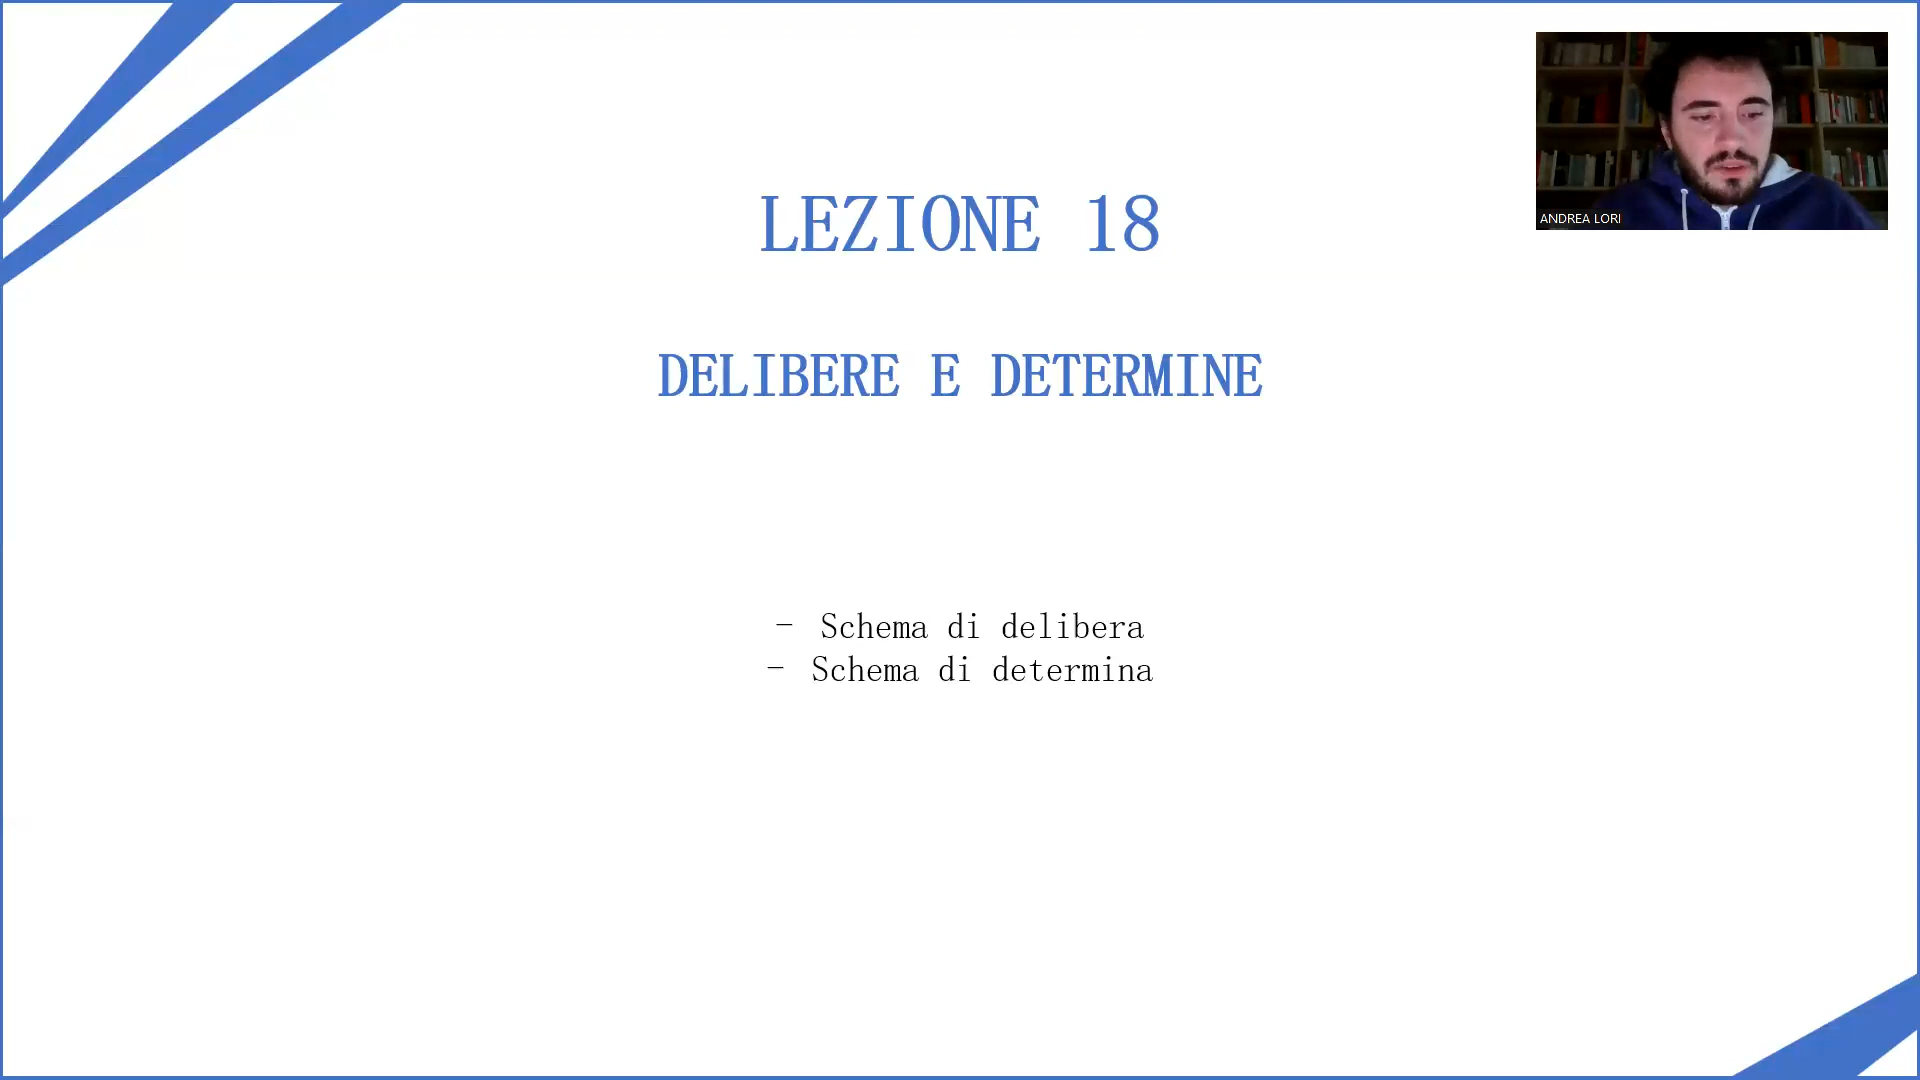 LEZIONE 18
DELIBERE E DETERMINE
- Schema di delibera
- Schema di determina
ANDREA LORI